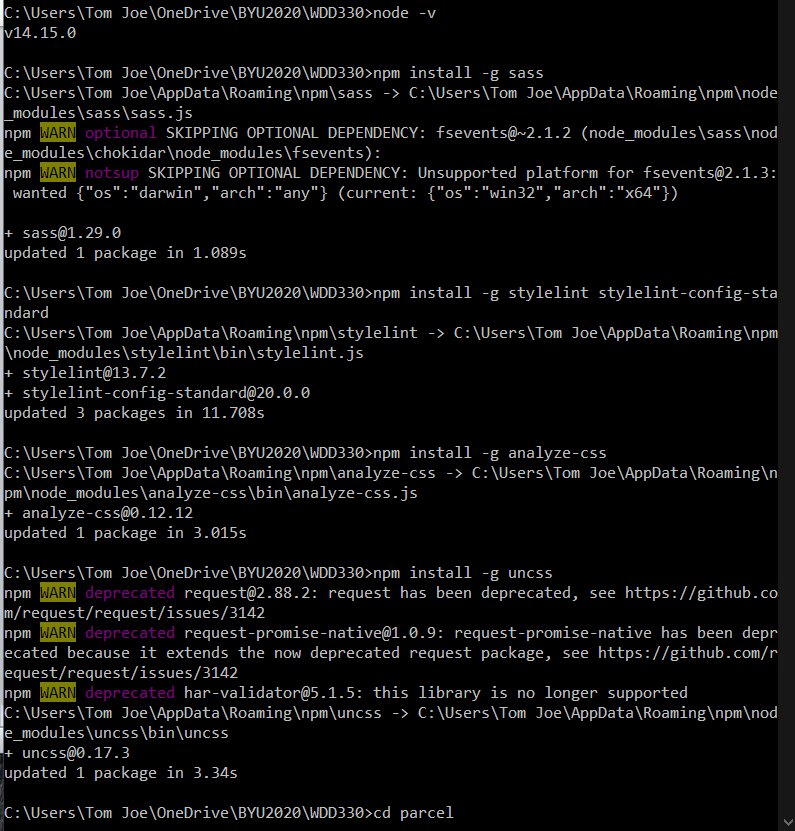 C:\Users\Tom Joe\OneDrive\BYU2020\WDD330>node -v
v14.15.0
C:\Users\Tom Joe\OneDrive\BYU2020\WDD330>npm install -g sass
C:\Users\Tom Joe\AppData\Roaming\npm\sass -> C:\Users\Tom Joe\AppData\Roaming\npm\node
_modules\sass\sass.js
npm WARN optional SKIPPING OPTIONAL DEPENDENCY: fsevents@~2.1.2 (node_modules\sass\nod
e_modules\chokidar\node_modules\fsevents):
npm WARN notsup SKIPPING OPTIONAL DEPENDENCY: Unsupported platform for fsevents@2.1.3:
 wanted {"os":"darwin","arch":"any"} (current: {"os":"win32","arch":"x64"})
+ sass@1.29.0
updated 1 package in 1.089s
C:\Users\Tom Joe\OneDrive\BYU2020\WDD330>npm install -g stylelint stylelint-config-sta
ndard
C:\Users\Tom Joe\AppData\Roaming\npm\stylelint -> C:\Users\Tom Joe\AppData\Roaming\npm
\node_modules\stylelint\bin\stylelint.js
+ stylelint@13.7.2
+ stylelint-config-standard@20.0.0
updated 3 packages in 11.708s
C:\Users\Tom Joe\OneDrive\BYU2020\WDD330>npm install -g analyze-css
C:\Users\Tom Joe\AppData\Roaming\npm\analyze-css -> C:\Users\Tom Joe\AppData\Roaming\n
pm\node_modules\analyze-css\bin\analyze-css.js
+ analyze-css@0.12.12
updated 1 package in 3.015s
C:\Users\Tom Joe\OneDrive\BYU2020\WDD330>npm install -g uncss
npm WARN deprecated request@2.88.2: request has been deprecated, see https://github.co
m/request/request/issues/3142
npm WARN deprecated request-promise-native@1.0.9: request-promise-native has been depr
ecated because it extends the now deprecated request package, see https://github.com/r
equest/request/issues/3142
npm WARN deprecated har-validator@5.1.5: this library is no longer supported
C:\Users\Tom Joe\AppData\Roaming\npm\uncss -> C:\Users\Tom Joe\AppData\Roaming\npm\nod
e_modules\uncss\bin\uncss
+ uncss@0.17.3
updated 1 package in 3.34s
C:\Users\Tom Joe\OneDrive\BYU2020\WDD330>cd parcel